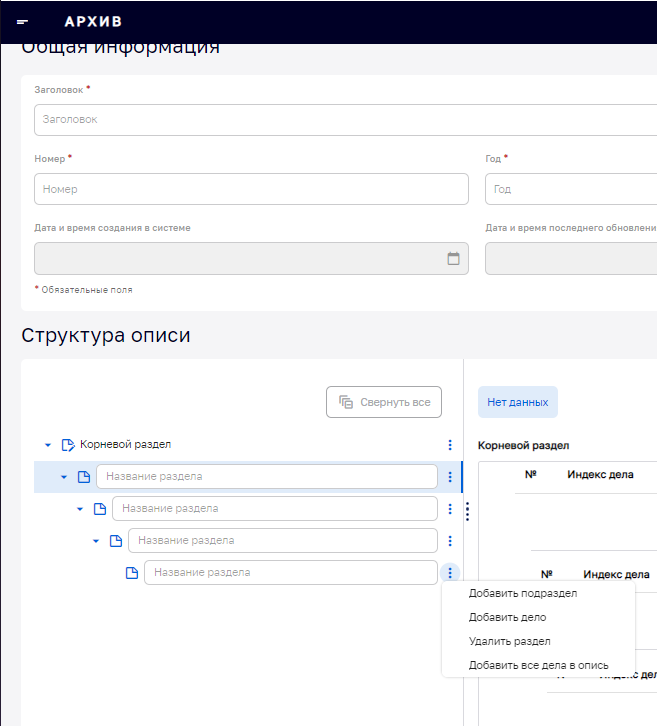 АРХИВ
Общая информация
Заголовок *
Заголовок
Номер * Год *
Номер Год
Дата и время создания в системе Дата и время последнего обновлени
* Обязательные поля
Структура описи
Свернуть все Нет данных
Корневой раздел Корневой раздел
Название раздела № Индекс дела
Название раздела
Название раздела
Название раздела № Индекс дела
Добавить подраздел
Добавить дело
Удалить раздел
Добавить все дела в опись